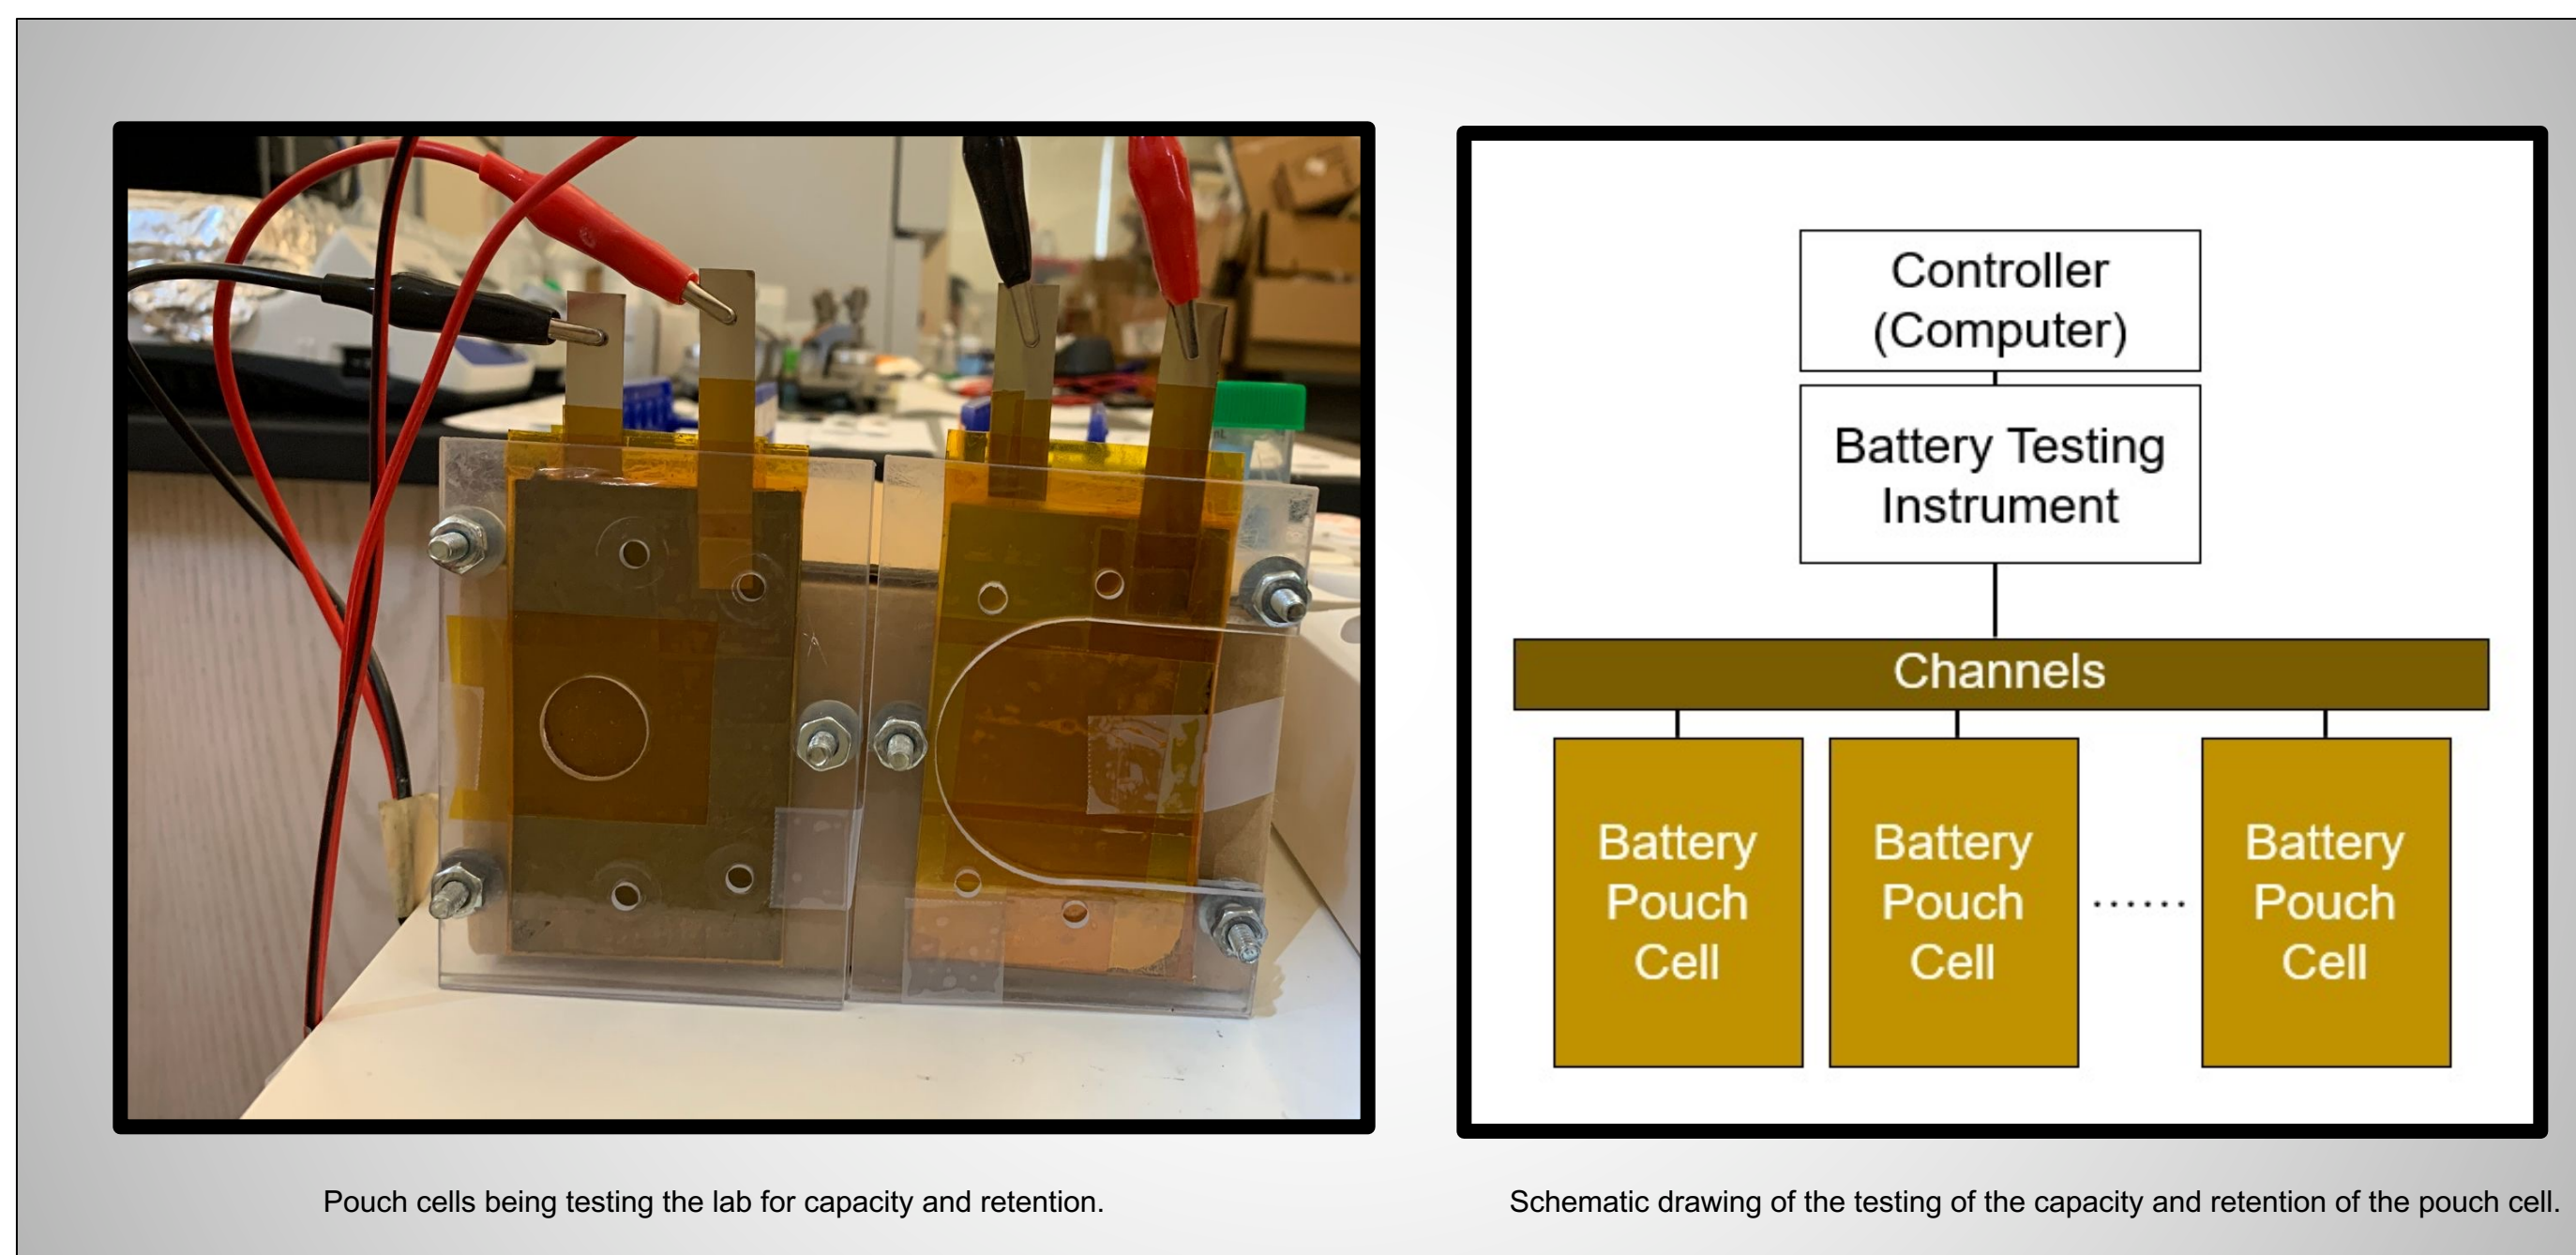 Controller
(Computer)
Battery Testing
Instrument
Channels
Battery
Pouch
Cell
Battery
Pouch
Cell
......
Battery
Pouch
Cell
Pouch cells being testing the lab for capacity and retention.
Schematic drawing of the testing of the capacity and retention of the pouch cell.